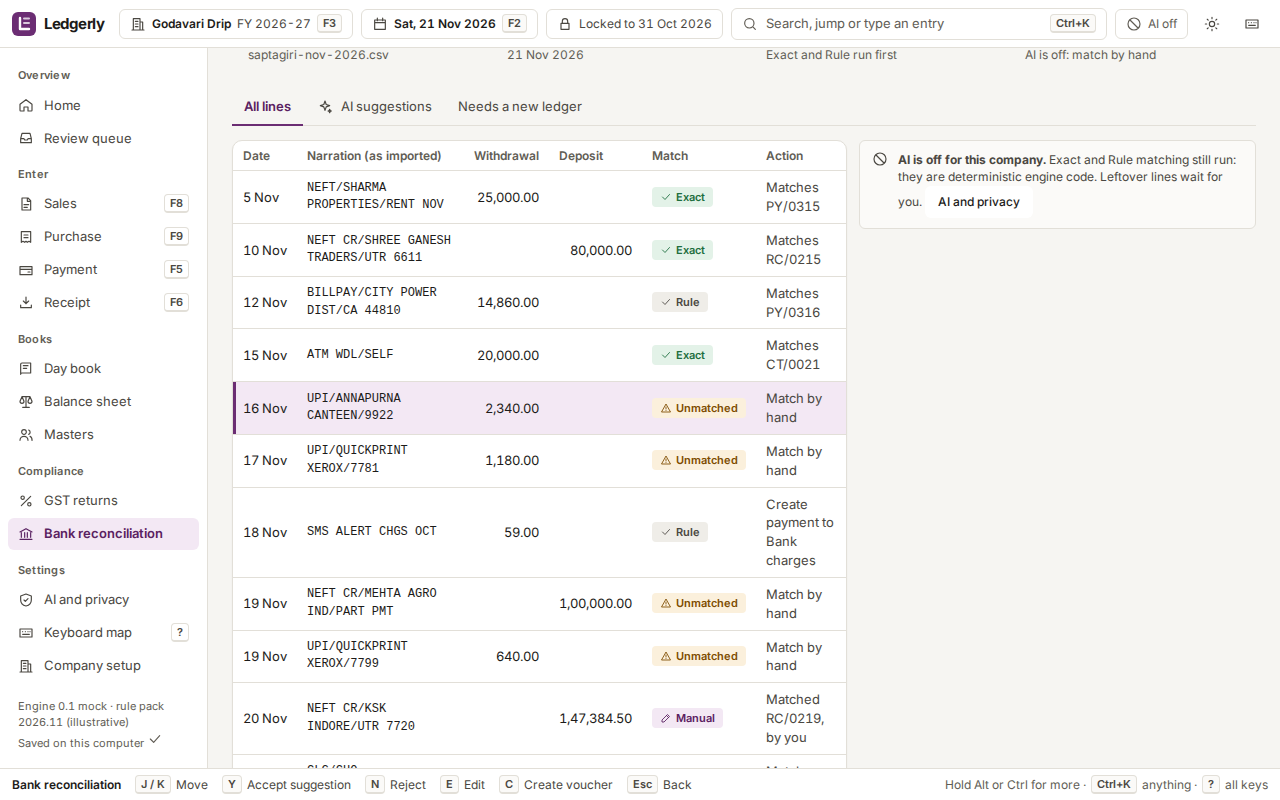 Ledgerly
Godavari Drip FY 2026-27 F3
Sat, 21 Nov 2026 F2
Locked to 31 Oct 2026
Search, jump or type an entry Ctrl+K
AI off
Overview
Home
Review queue
Enter
Sales F8
Purchase F9
Payment F5
Receipt F6
Books
Day book
Balance sheet
Masters
Compliance
GST returns
Bank reconciliation
Settings
AI and privacy
Keyboard map ?
Company setup
Engine 0.1 mock · rule pack
2026.11 (illustrative)
Saved on this computer
saptagiri-nov-2026.csv 21 Nov 2026 Exact and Rule run first AI is off: match by hand
All lines AI suggestions Needs a new ledger
Date Narration (as imported) Withdrawal Deposit Match Action
5 Nov NEFT/SHARMA PROPERTIES/RENT NOV 25,000.00 Exact Matches PY/0315
10 Nov NEFT CR/SHREE GANESH TRADERS/UTR 6611 80,000.00 Exact Matches RC/0215
12 Nov BILLPAY/CITY POWER DIST/CA 44810 14,860.00 Rule Matches PY/0316
15 Nov ATM WDL/SELF 20,000.00 Exact Matches CT/0021
16 Nov UPI/ANNAPURNA CANTEEN/9922 2,340.00 Unmatched Match by hand
17 Nov UPI/QUICKPRINT XEROX/7781 1,180.00 Unmatched Match by hand
18 Nov SMS ALERT CHGS OCT 59.00 Rule Create payment to Bank charges
19 Nov NEFT CR/MEHTA AGRO IND/PART PMT 1,00,000.00 Unmatched Match by hand
19 Nov UPI/QUICKPRINT XEROX/7799 640.00 Unmatched Match by hand
20 Nov NEFT CR/KSK INDORE/UTR 7720 1,47,384.50 Manual Matched RC/0219, by you
AI is off for this company. Exact and Rule matching still run:
they are deterministic engine code. Leftover lines wait for
you. AI and privacy
Bank reconciliation J / K Move Y Accept suggestion N Reject E Edit C Create voucher Esc Back
Hold Alt or Ctrl for more · Ctrl+K anything · ? all keys